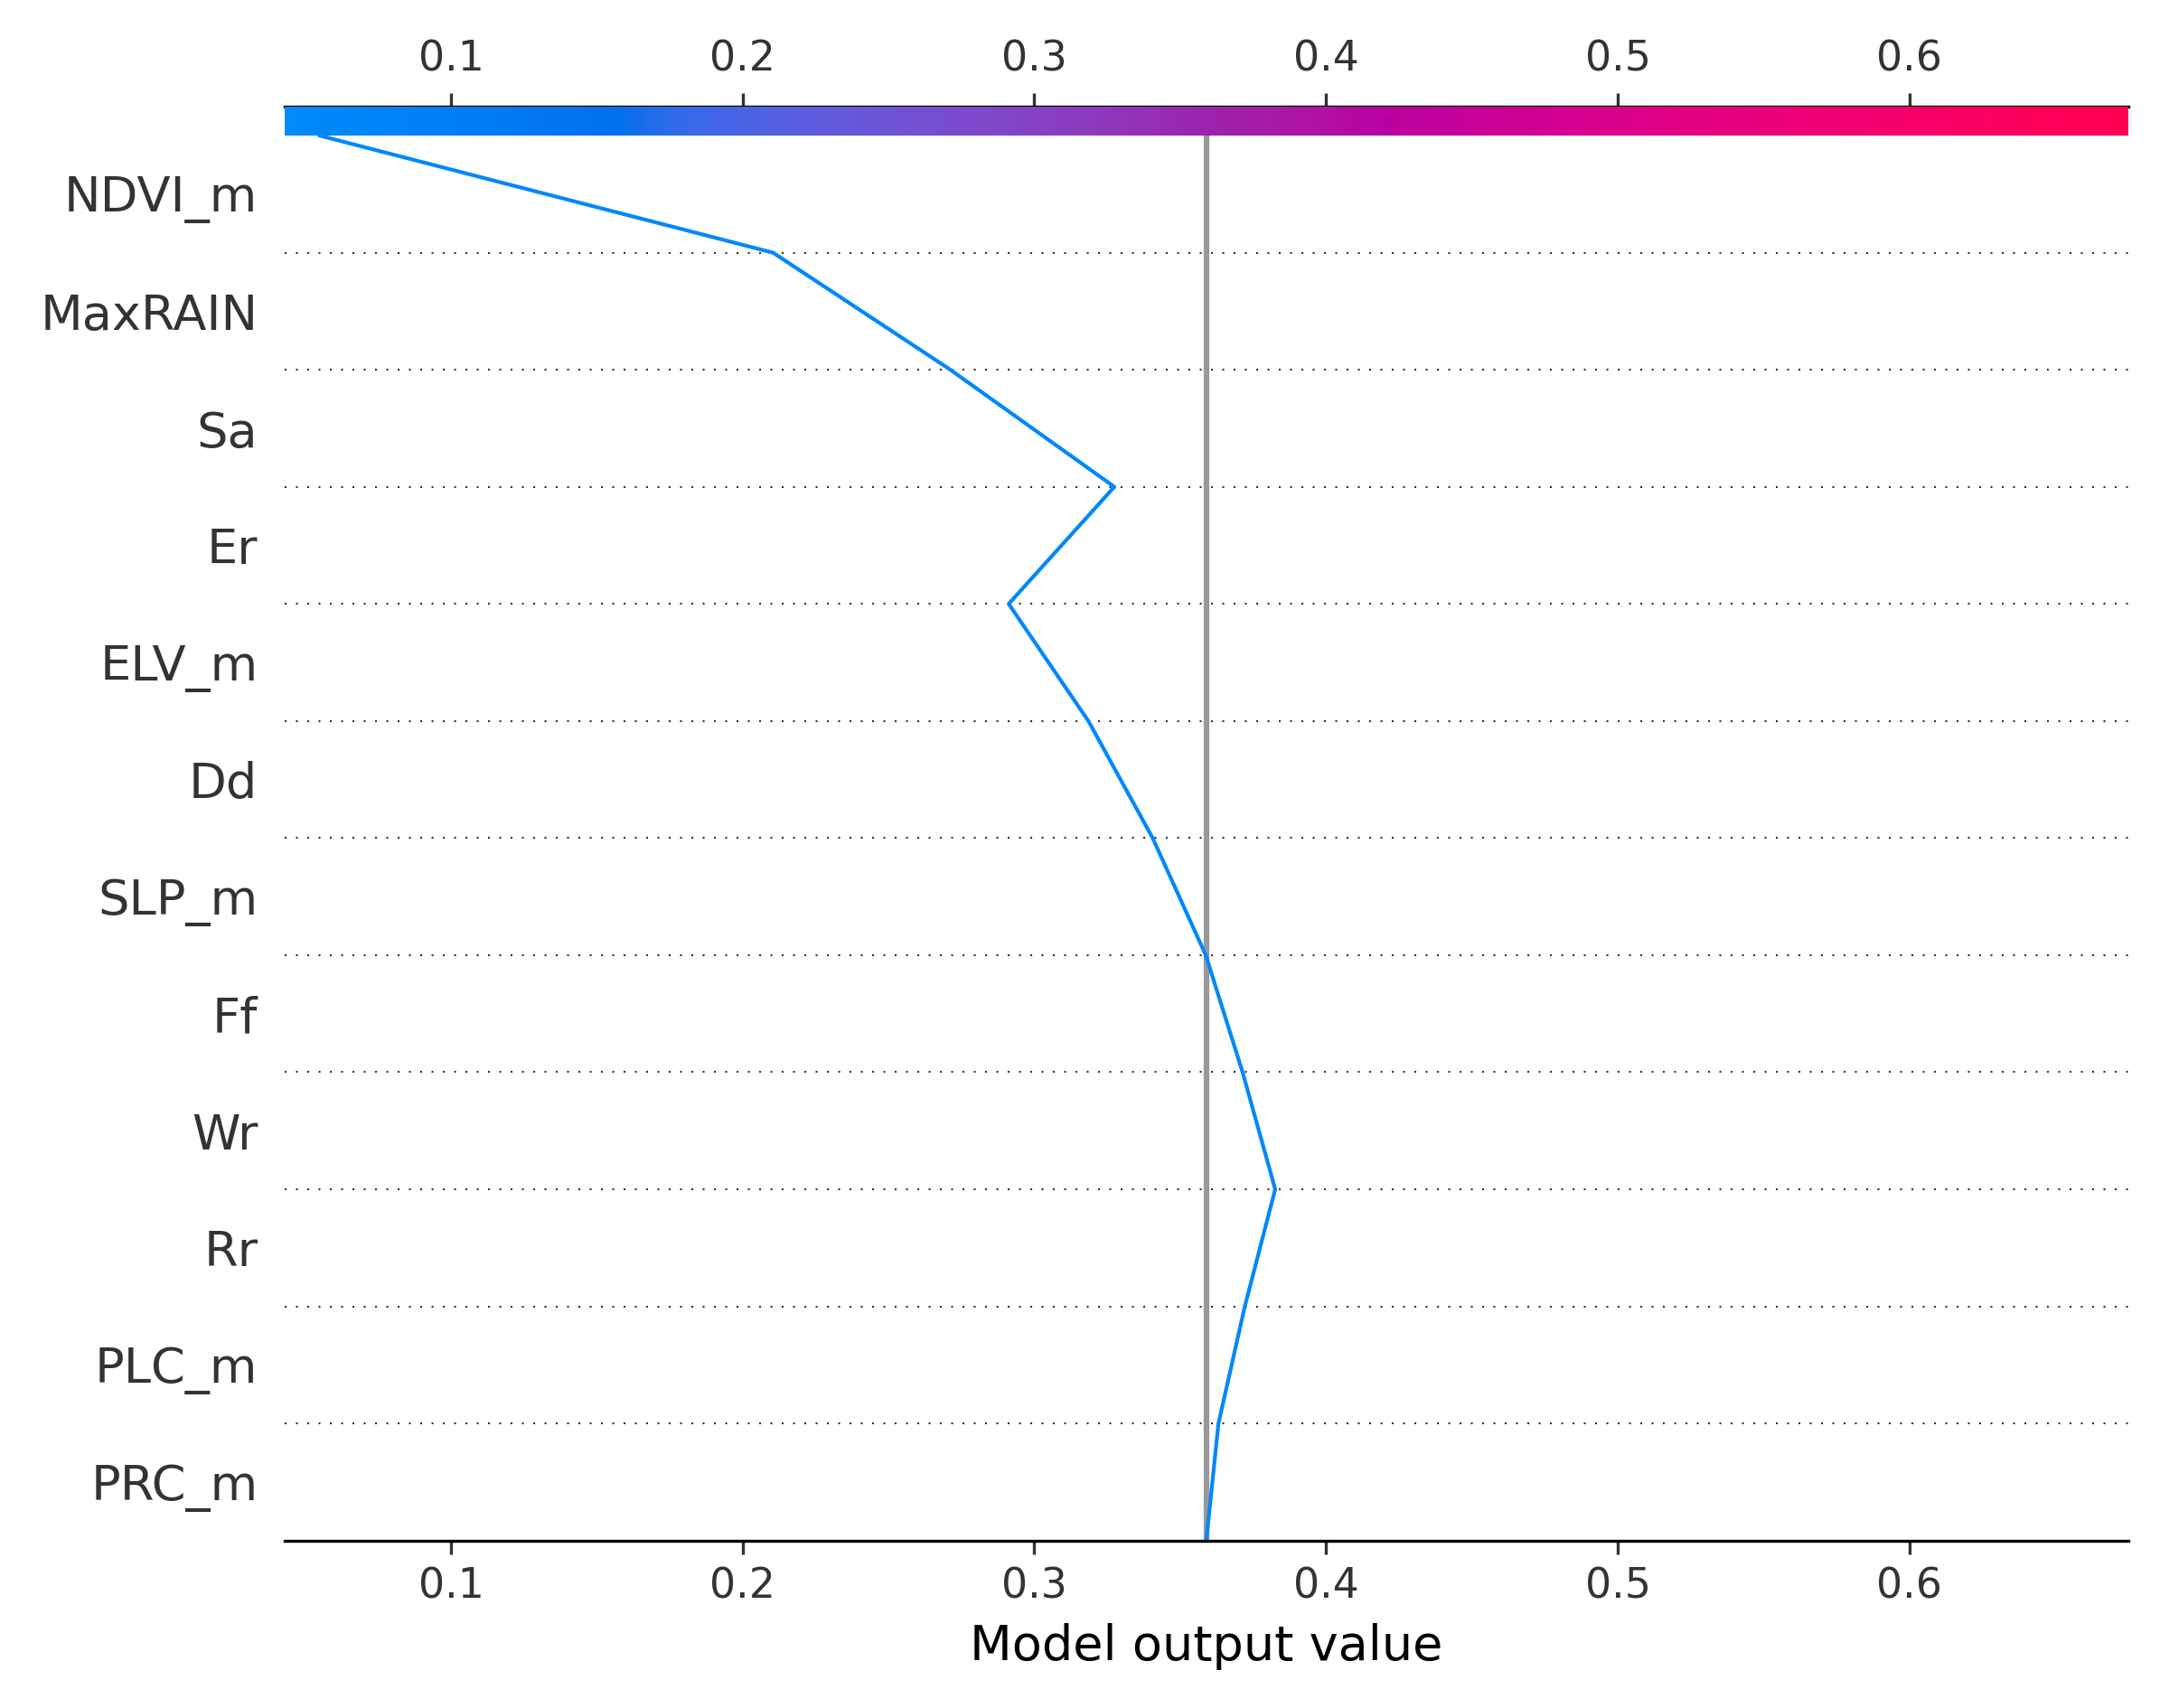 0.1 0.2 0.3 0.4 0.5 0.6
NDVI_m
MaxRAIN
Sa
Er
ELV_m
Dd
SLP_m
Ff
Wr
Rr
PLC_m
PRC_m
0.1 0.2 0.3 0.4 0.5 0.6
Model output value